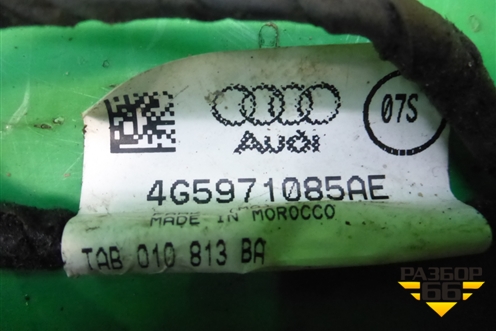 07S
AUDI
4G5971085AE
MADE IN MOROCCO
TAB 010 813 BA
РАЗБОР
66